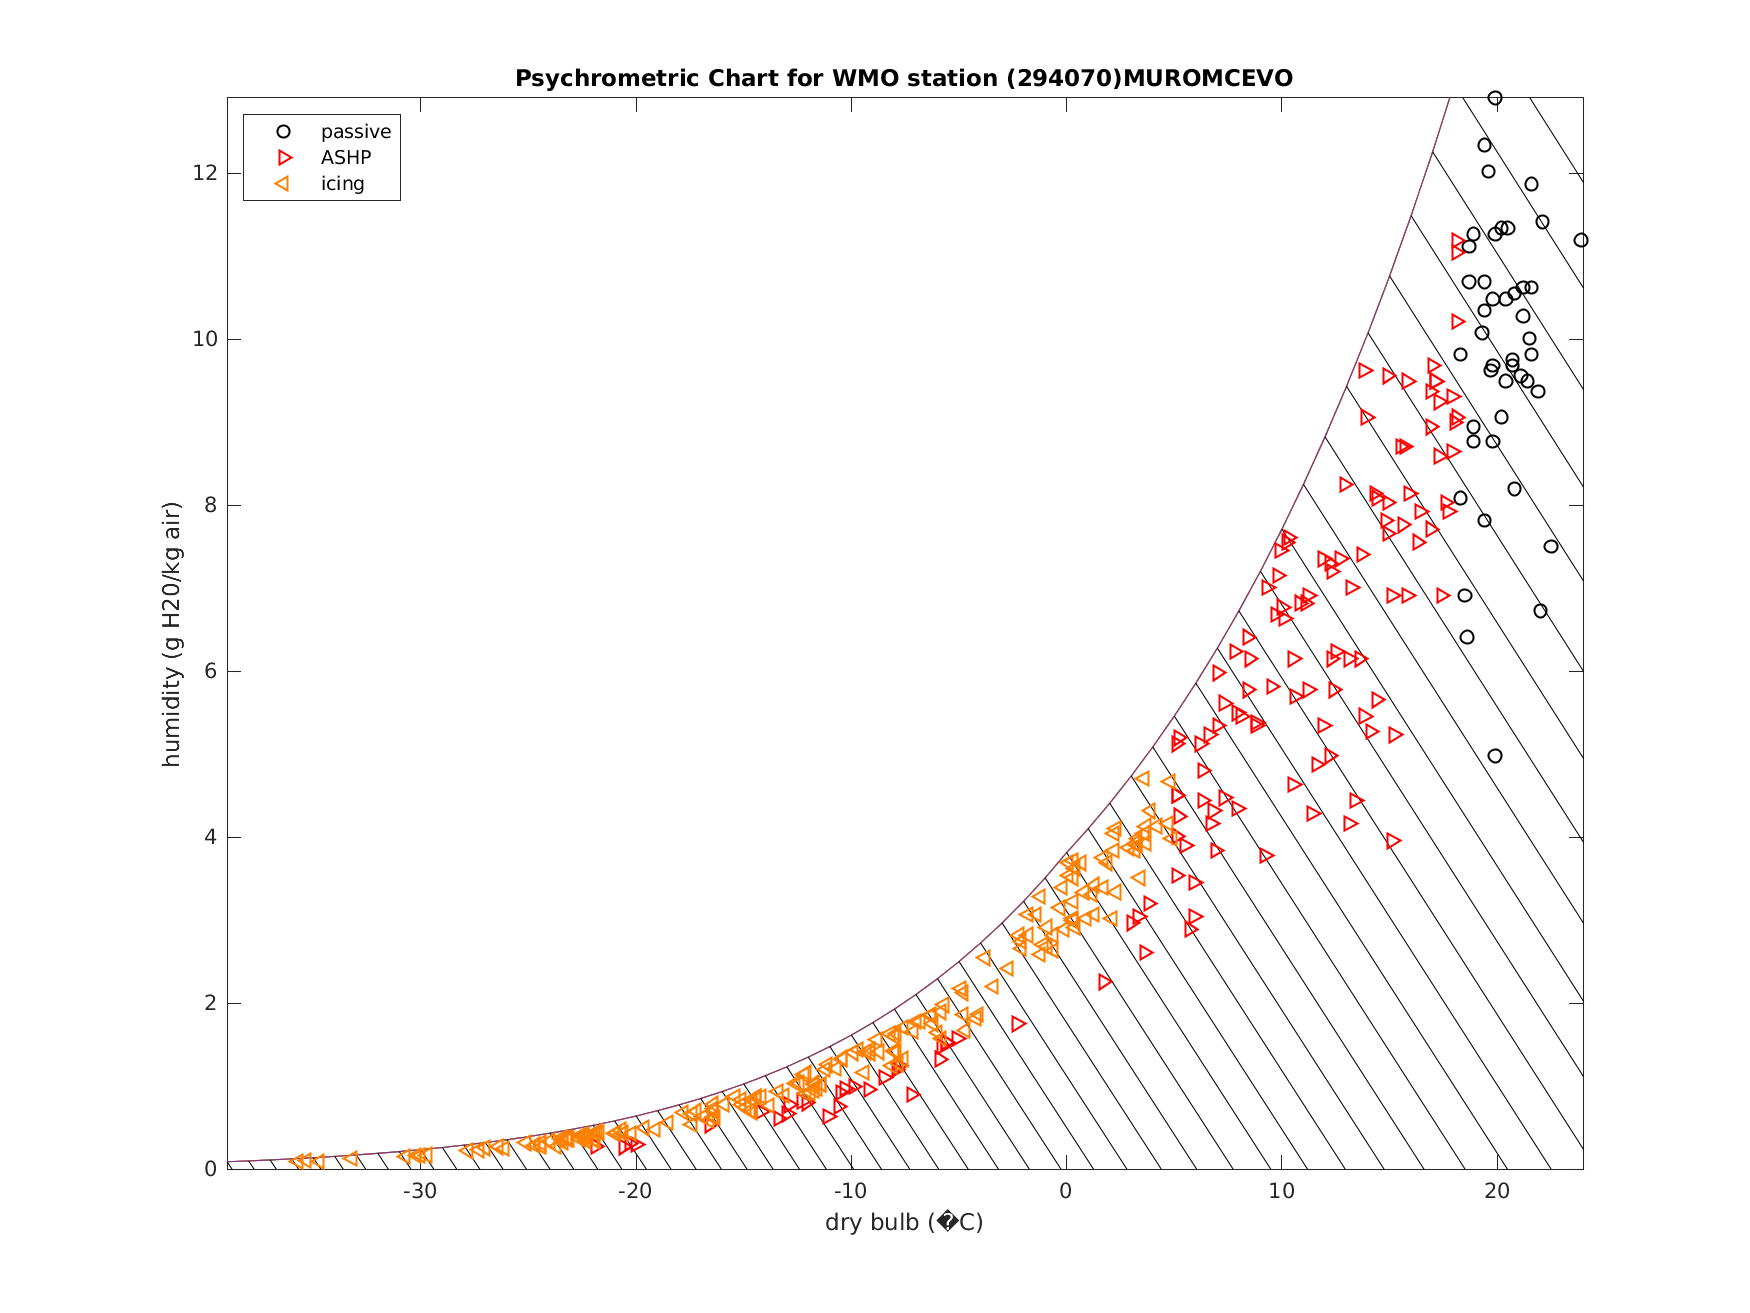 Psychrometric Chart for WMO station (294070)MUROMCEVO
passive
ASHP
icing
12
10
8
6
4
2
0
humidity (g H20/kg air)
-30 -20 -10 0 10 20
dry bulb (�C)